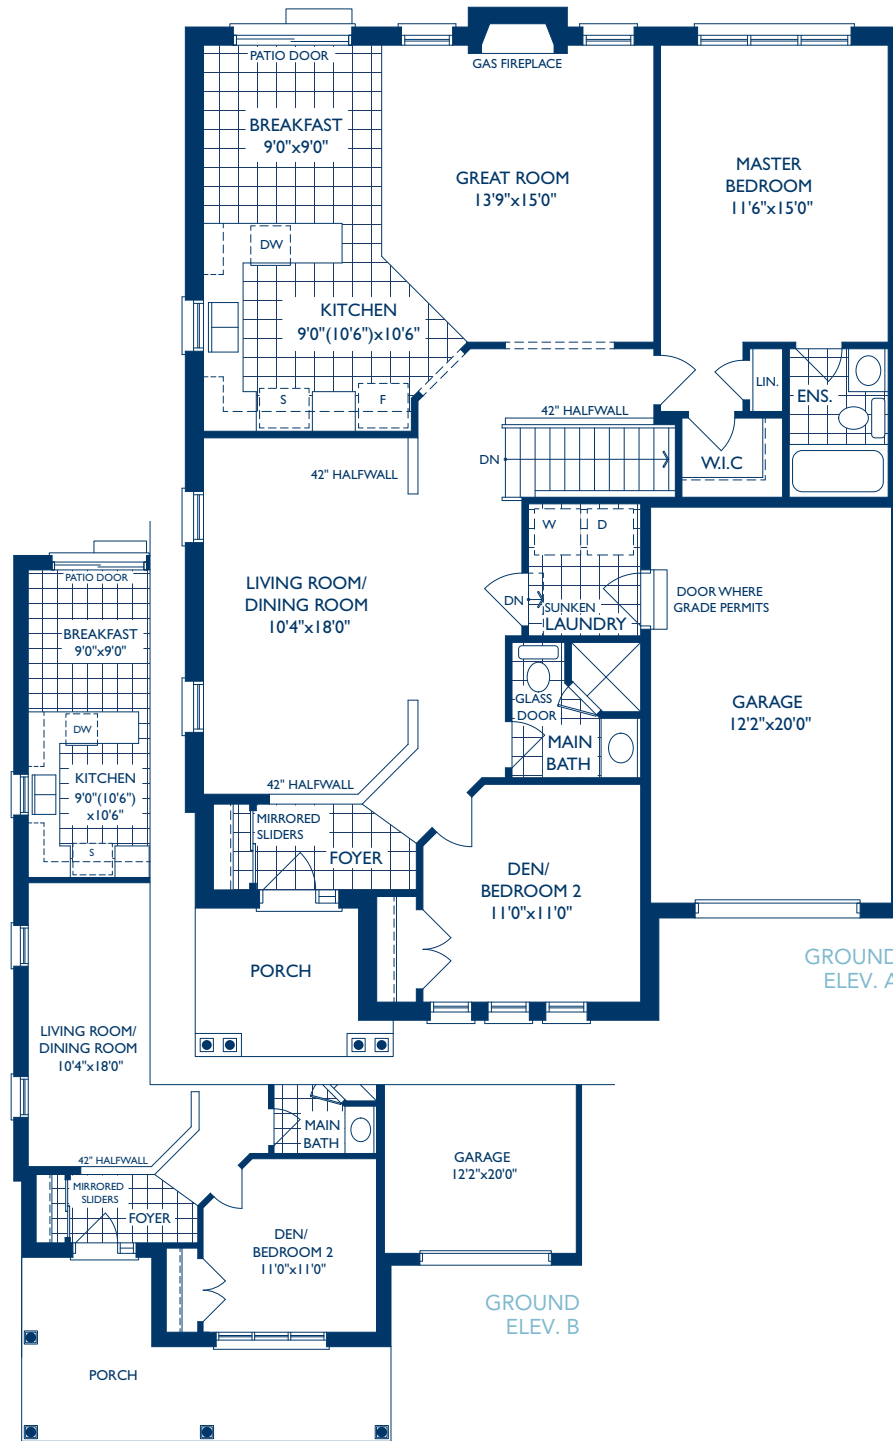 PATIO DOOR
GAS FIREPLACE
BREAKFAST
9'0"x9'0"
GREAT ROOM
13'9"x15'0"
MASTER
BEDROOM
11'6"x15'0"
DW
KITCHEN
9'0"(10'6")x10'6"
S
F
LIN.
ENS.
42" HALFWALL
DN
W.I.C
42" HALFWALL
W
D
LIVING ROOM/
DINING ROOM
10'4"x18'0"
DN
SUNKEN
LAUNDRY
DOOR WHERE
GRADE PERMITS
GLASS
DOOR
MAIN
BATH
GARAGE
12'2"x20'0"
42" HALFWALL
MIRRORED
SLIDERS
FOYER
DEN/
BEDROOM 2
11'0"x11'0"
PORCH
GROUND
ELEV. A
PATIO DOOR
BREAKFAST
9'0"x9'0"
DW
KITCHEN
9'0"(10'6")
x10'6"
S
LIVING ROOM/
DINING ROOM
10'4"x18'0"
MAIN
BATH
42" HALFWALL
MIRRORED
SLIDERS
FOYER
GARAGE
12'2"x20'0"
DEN/
BEDROOM 2
11'0"x11'0"
PORCH
GROUND
ELEV. B